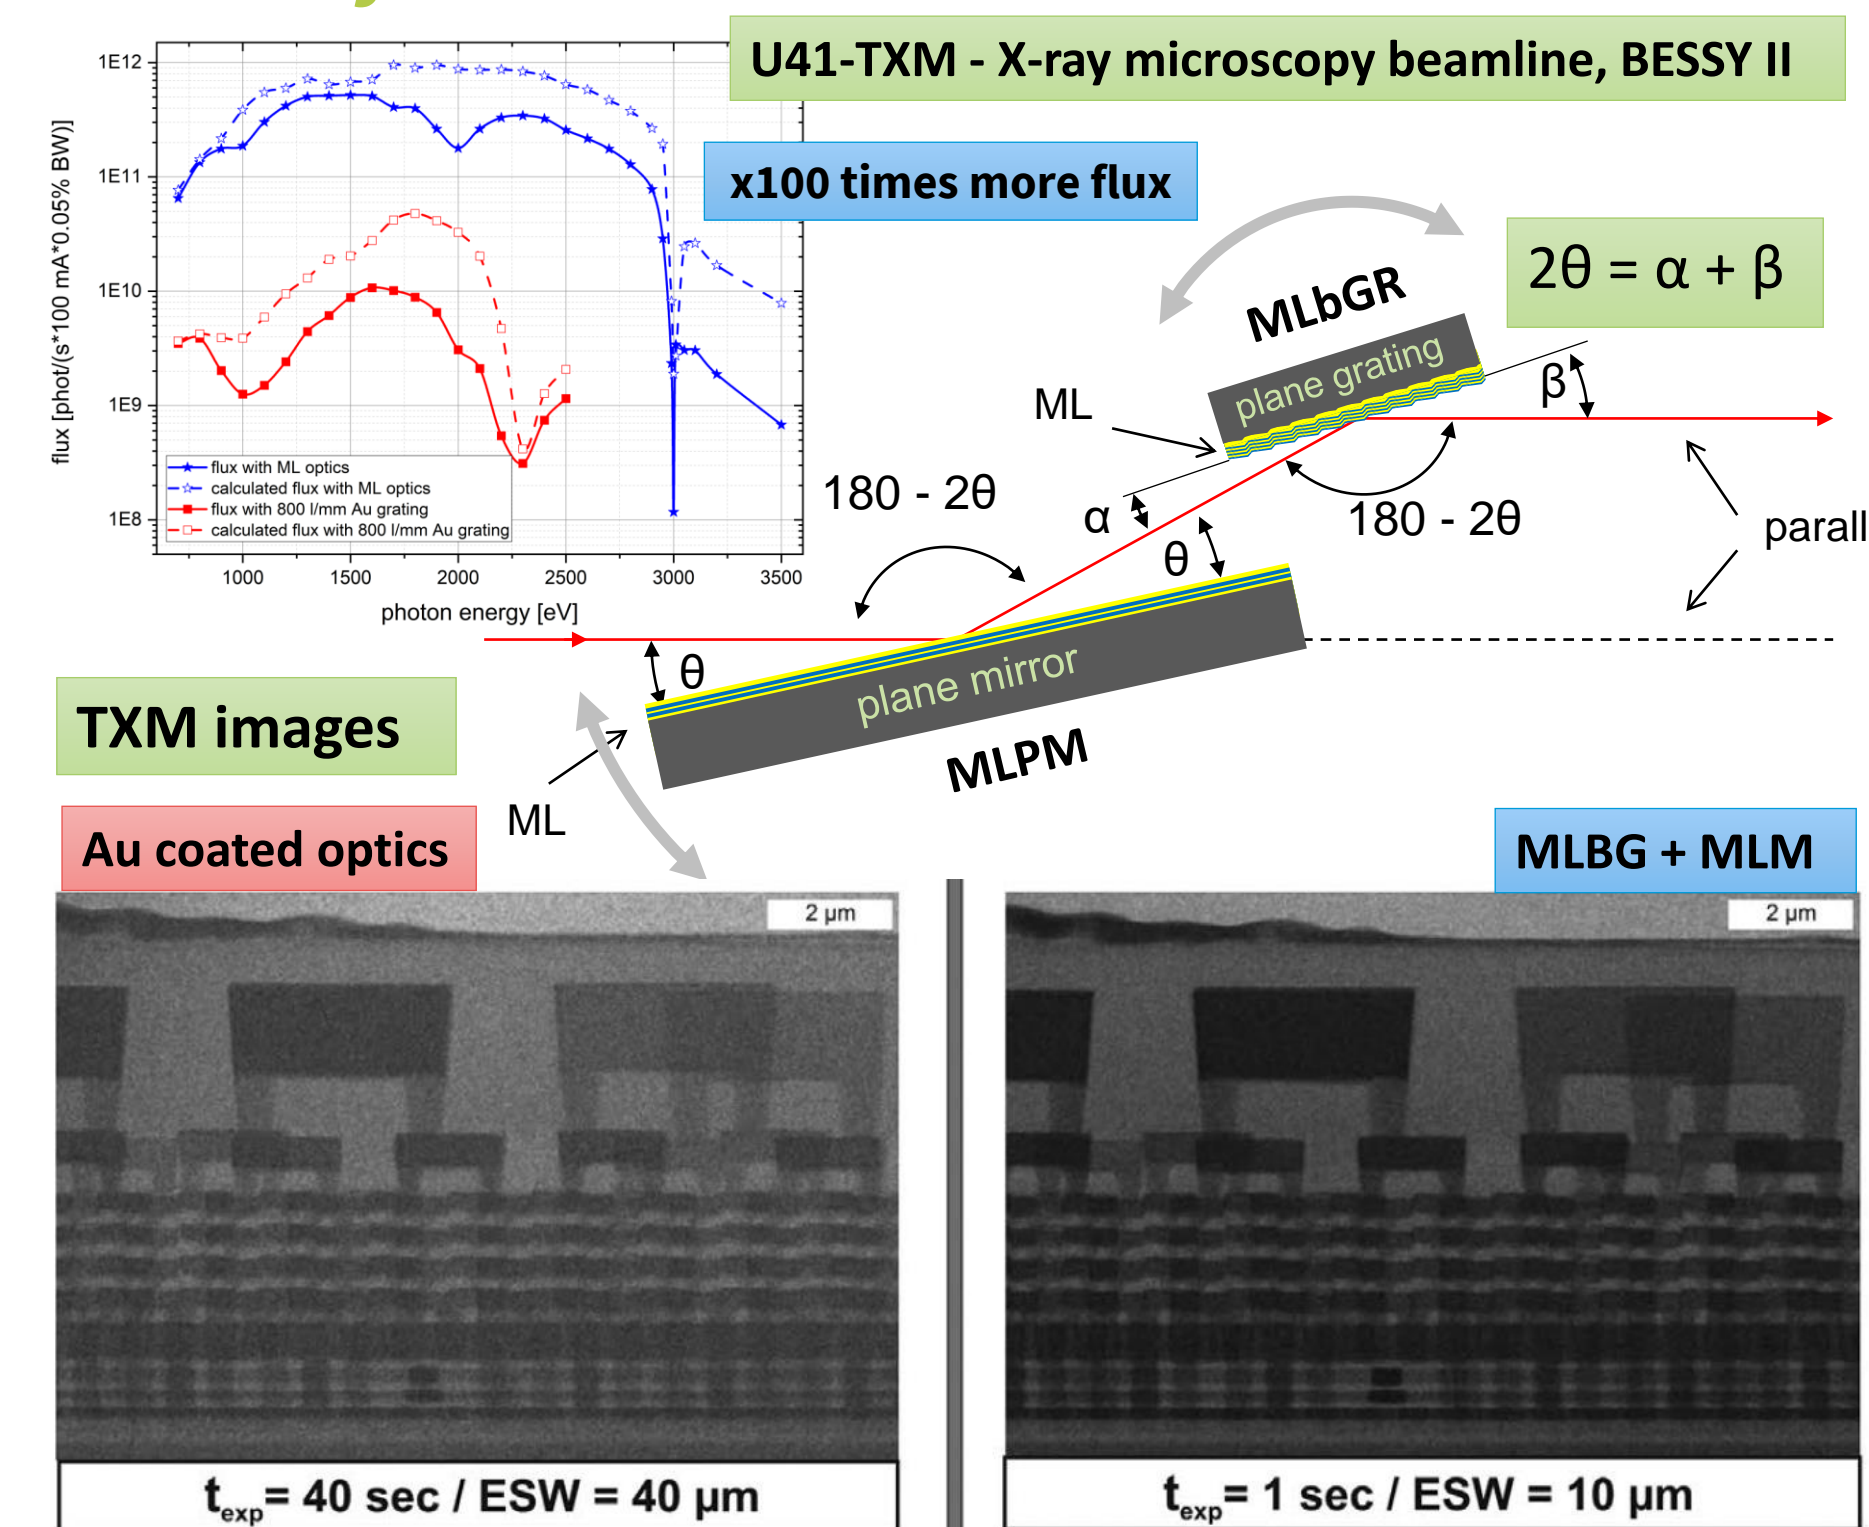 U41-TXM - X-ray microscopy beamline, BESSY II
flux [phot/(s*100 mA*0.05% BW)]
1E12
1E11
1E10
1E9
1E8
flux with ML optics
calculated flux with ML optics
flux with 800 l/mm Au grating
calculated flux with 800 l/mm Au grating
1000 1500 2000 2500 3000 3500
photon energy [eV]
x100 times more flux
2θ = α + β
MLbGR
plane grating
ML
β
180 - 2θ
α
θ
180 - 2θ
parall
θ
plane mirror
MLPM
ML
TXM images
Au coated optics
MLBG + MLM
2 µm
2 µm
texp= 40 sec / ESW = 40 µm
texp= 1 sec / ESW = 10 µm